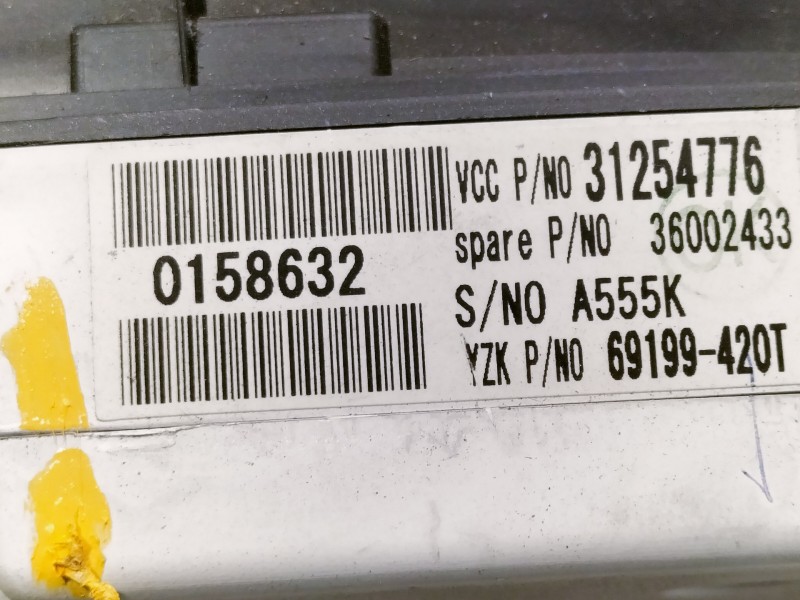 VCC P/NO 31254776
spare P/NO 36002433
0158632
S/NO A555K
YZK P/NO 69199-420T